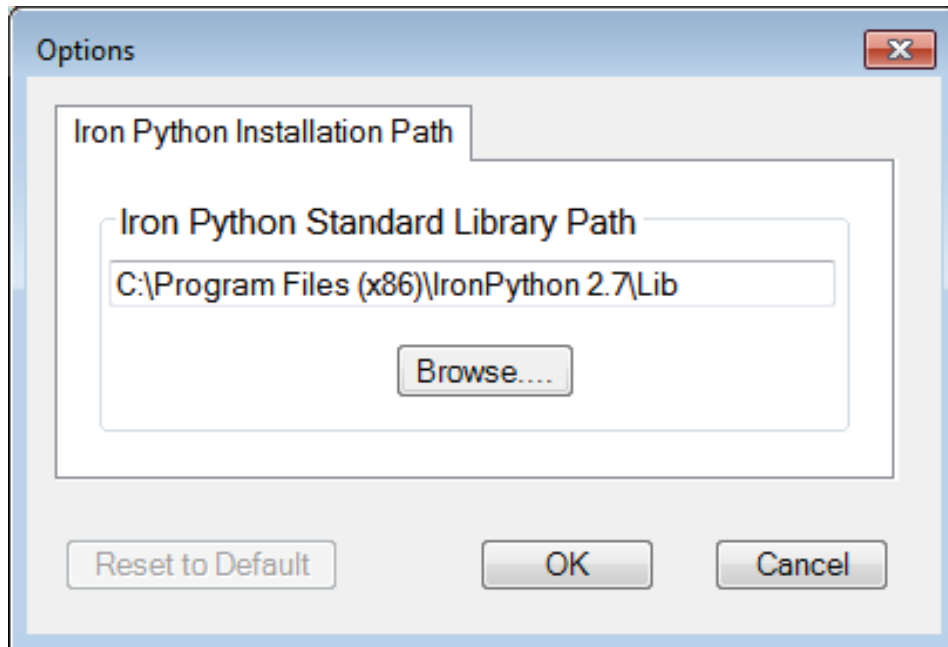 Options
Iron Python Installation Path
Iron Python Standard Library Path
C:\Program Files (x86)\IronPython 2.7\Lib
Browse....
Reset to Default
OK
Cancel